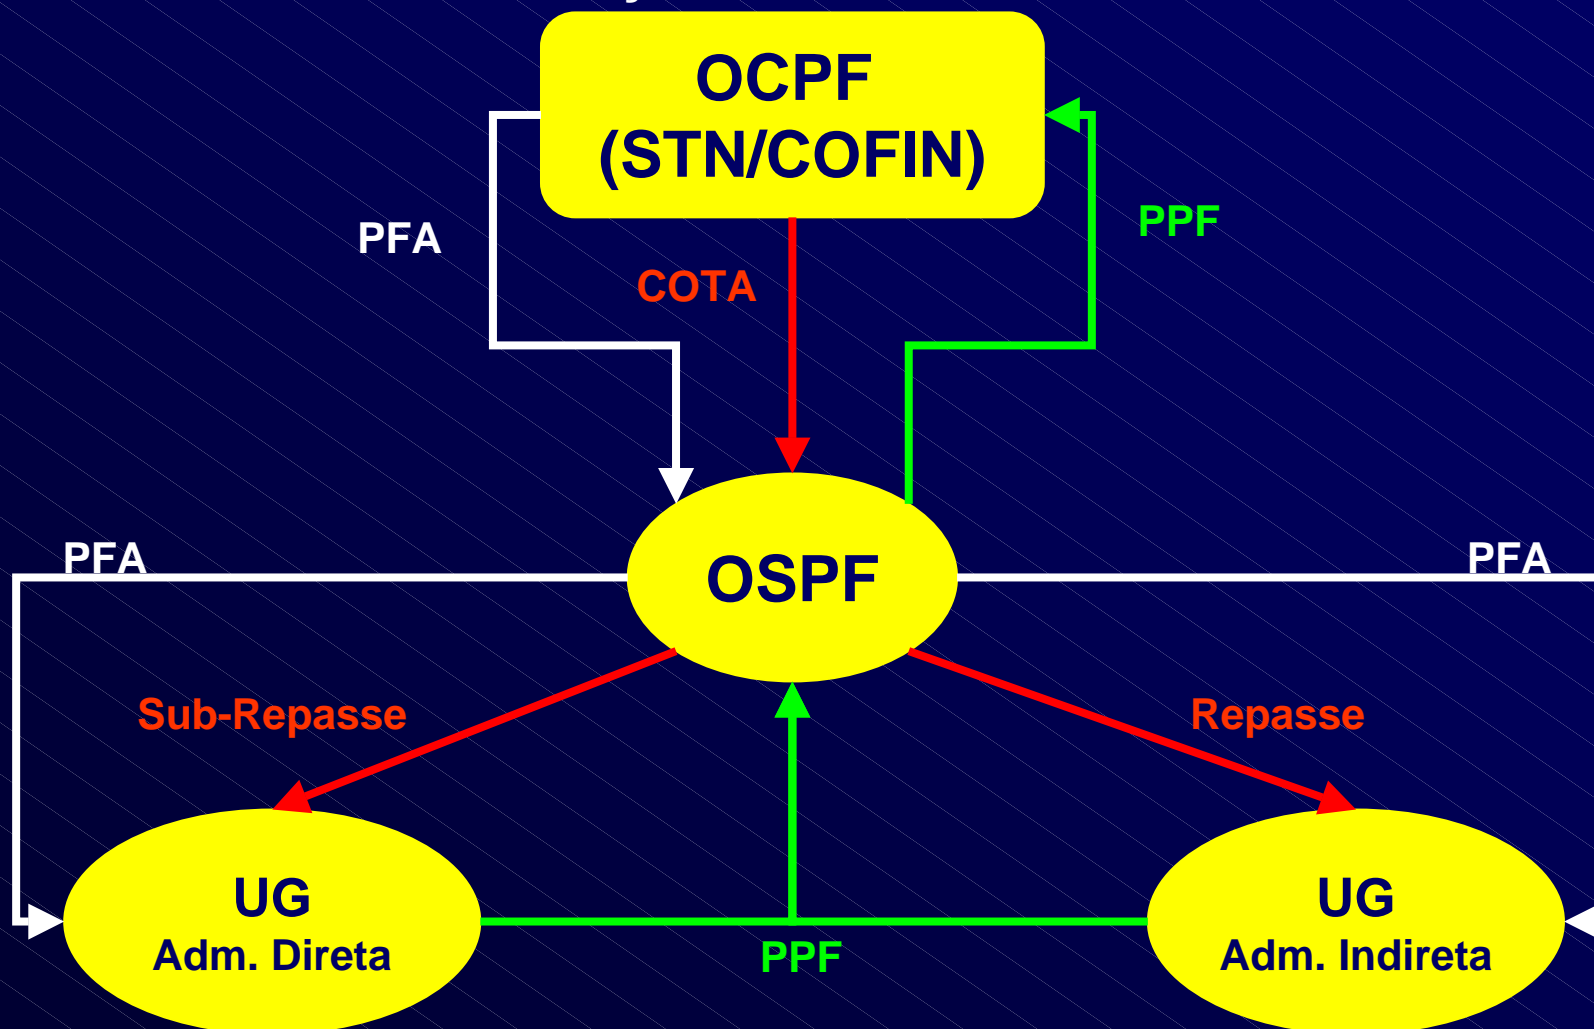 OCPF
(STN/COFIN)
PFA
PPF
COTA
OSPF
PFA
PFA
Sub-Repasse
Repasse
UG
Adm. Direta
UG
Adm. Indireta
PPF